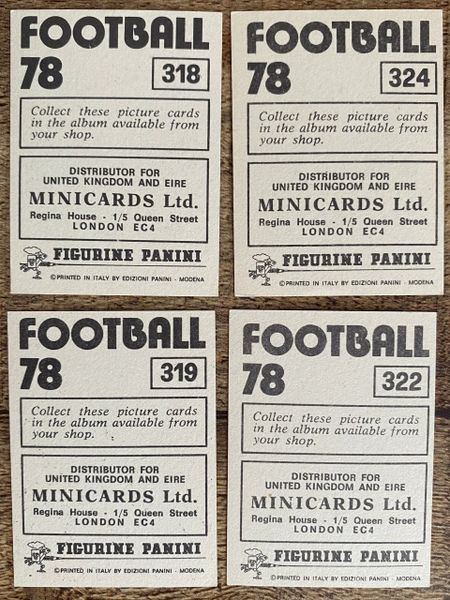 FOOTBALL
78 318
Collect these picture cards
in the album available from
your shop.
DISTRIBUTOR FOR
UNITED KINGDOM AND EIRE
MINICARDS Ltd.
Regina House - 1/5 Queen Street
LONDON EC4
FIGURINE PANINI
©PRINTED IN ITALY BY EDIZIONI PANINI - MODENA
FOOTBALL
78 324
Collect these picture cards
in the album available from
your shop.
DISTRIBUTOR FOR
UNITED KINGDOM AND EIRE
MINICARDS Ltd.
Regina House - 1/5 Queen Street
LONDON EC4
FIGURINE PANINI
©PRINTED IN ITALY BY EDIZIONI PANINI - MODENA
FOOTBALL
78 319
Collect these picture cards
in the album available from
your shop.
DISTRIBUTOR FOR
UNITED KINGDOM AND EIRE
MINICARDS Ltd.
Regina House - 1/5 Queen Street
LONDON EC4
FIGURINE PANINI
©PRINTED IN ITALY BY EDIZIONI PANINI - MODENA
FOOTBALL
78 322
Collect these picture cards
in the album available from
your shop.
DISTRIBUTOR FOR
UNITED KINGDOM AND EIRE
MINICARDS Ltd.
Regina House - 1/5 Queen Street
LONDON EC4
FIGURINE PANINI
©PRINTED IN ITALY BY EDIZIONI PANINI - MODENA